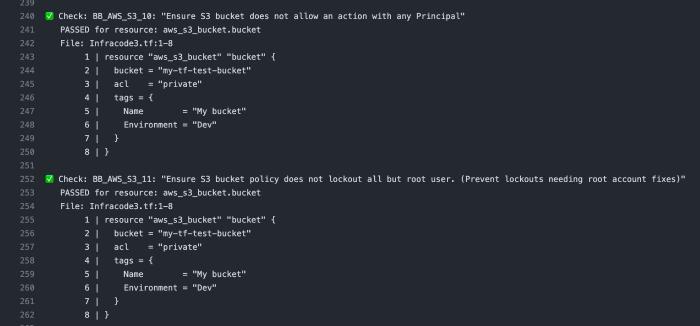 239
240 ✅ Check: BB_AWS_S3_10: "Ensure S3 bucket does not allow an action with any Principal"
241 PASSED for resource: aws_s3_bucket.bucket
242 File: Infracode3.tf:1-8
243 1 | resource "aws_s3_bucket" "bucket" {
244 2 | bucket = "my-tf-test-bucket"
245 3 | acl    = "private"
246 4 | tags = {
247 5 | Name        = "My bucket"
248 6 | Environment = "Dev"
249 7 | }
250 8 | }
251
252 ✅ Check: BB_AWS_S3_11: "Ensure S3 bucket policy does not lockout all but root user. (Prevent lockouts needing root account fixes)"
253 PASSED for resource: aws_s3_bucket.bucket
254 File: Infracode3.tf:1-8
255 1 | resource "aws_s3_bucket" "bucket" {
256 2 | bucket = "my-tf-test-bucket"
257 3 | acl    = "private"
258 4 | tags = {
259 5 | Name        = "My bucket"
260 6 | Environment = "Dev"
261 7 | }
262 8 | }